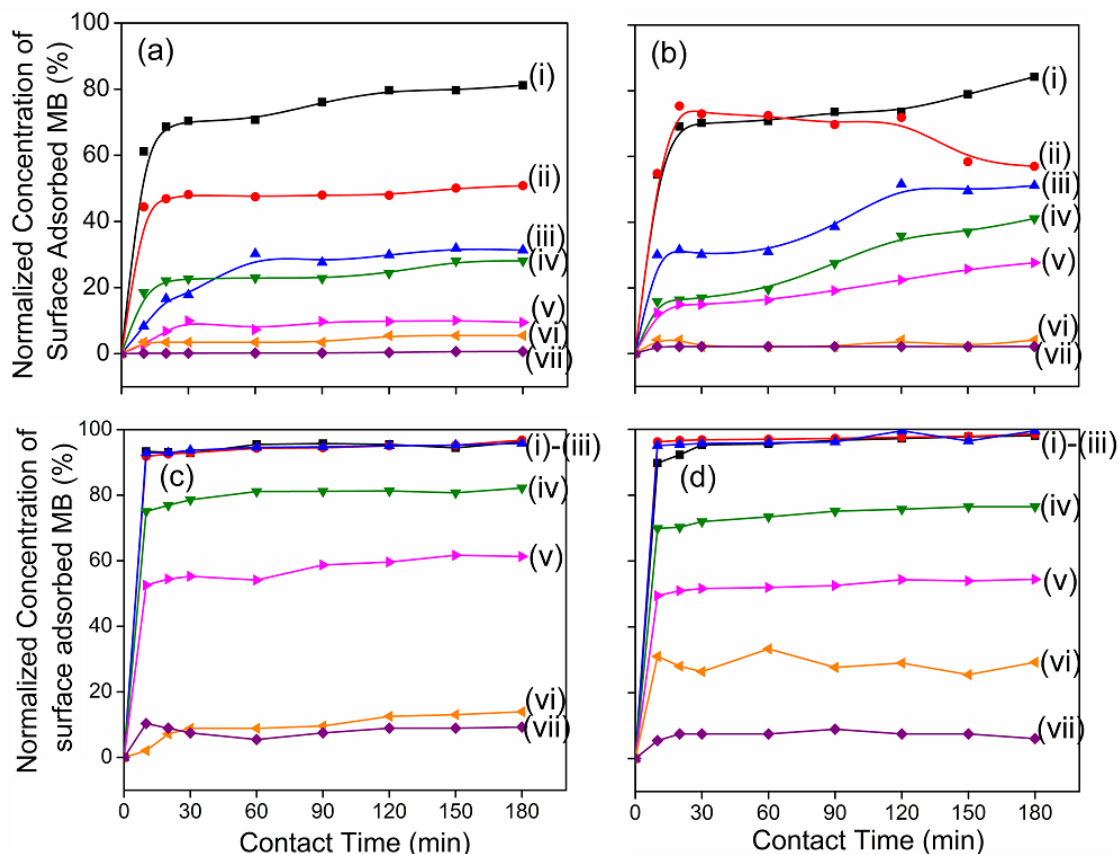 Normalized Concentration of
Surface Adsorbed MB (%)
100
80
60
40
20
0
(a)
(i)
(ii)
(iii)
(iv)
(v)
(vi)
(vii)
(b)
(i)
(ii)
(iii)
(iv)
(v)
(vi)
(vii)
Normalized Concentration of
surface adsorbed MB (%)
100
80
60
40
20
0
(c)
(i)-(iii)
(iv)
(v)
(vi)
(vii)
0 30 60 90 120 150 180
Contact Time (min)
(d)
(i)-(iii)
(iv)
(v)
(vi)
(vii)
0 30 60 90 120 150 180
Contact Time (min)